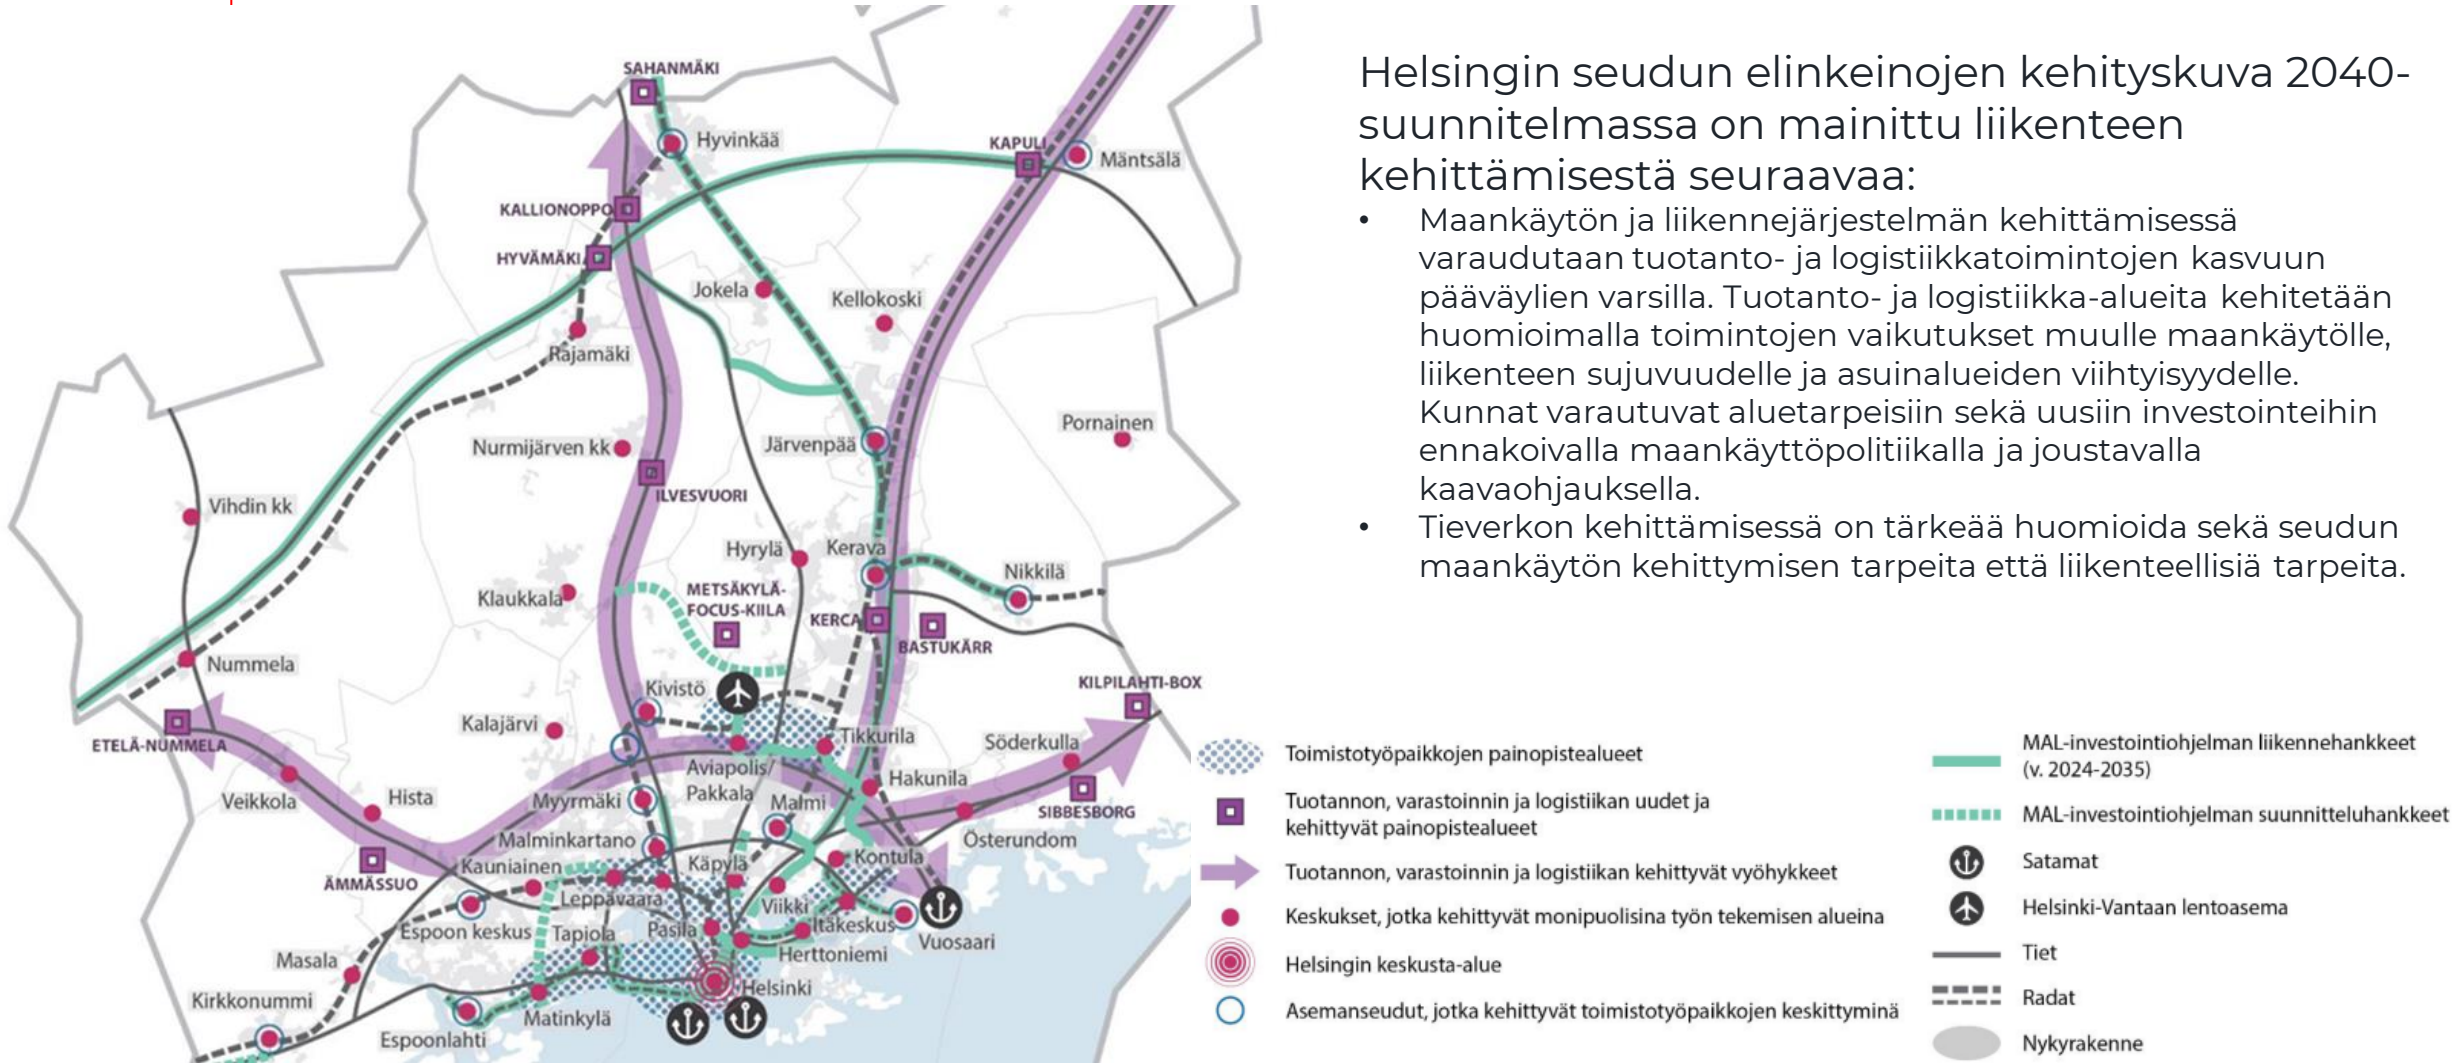 Helsingin seudun elinkeinojen kehityskuva 2040-
suunnitelmassa on mainittu liikenteen
kehittämisestä seuraavaa:
• Maankäytön ja liikennejärjestelmän kehittämisessä
varaudutaan tuotanto- ja logistiikkatoimintojen kasvuun
pääväylien varsilla. Tuotanto- ja logistiikka-alueita kehitetään
huomioimalla toimintojen vaikutukset muulle maankäytölle,
liikenteen sujuvuudelle ja asuinalueiden viihtyisyydelle.
Kunnat varautuvat aluetarpeisiin sekä uusiin investointeihin
ennakoivalla maankäyttöpolitiikalla ja joustavalla
kaavaohjauksella.
• Tieverkon kehittämisessä on tärkeää huomioida sekä seudun
maankäytön kehittymisen tarpeita että liikenteellisiä tarpeita.
SAHANMÄKI
Hyvinkää
KAPULI
Mäntsälä
KALLIONOPPO
HYVÄMÄKI
Jokela
Kellokoski
Rajamäki
Pornainen
Nurmijärven kk
Järvenpää
ILVESVUORI
Vihdin kk
Hyrylä
Kerava
Nikkilä
Klaukkala
METSÄKYLÄ-
FOCUS-KIILA
KERCA
BASTUKÄRR
Nummela
Kivistö
KILPILAHTI-BOX
Kalajärvi
ETELÄ-NUMMELA
Tikkurila
Söderkulla
Aviapolis/
Pakkala
Hakunila
Veikkola
Hista
Myyrmäki
Malmi
SIBBESBORG
Malminkartano
Österundom
Kauniainen
Käpylä
Kontula
ÄMMÄSSUO
Leppävaara
Viikki
Itäkeskus
Espoon keskus
Tapiola
Pasila
Vuosaari
Herttoniemi
Masala
Helsinki
Kirkkonummi
Matinkylä
Espoonlahti
Toimistotyöpaikkojen painopistealueet
Tuotannon, varastoinnin ja logistiikan uudet ja
kehittyvät painopistealueet
Tuotannon, varastoinnin ja logistiikan kehittyvät vyöhykkeet
Keskukset, jotka kehittyvät monipuolisina työn tekemisen alueina
Helsingin keskusta-alue
Asemanseudut, jotka kehittyvät toimistotyöpaikkojen keskittyminä
MAL-investointiohjelman liikennehankkeet
(v. 2024-2035)
MAL-investointiohjelman suunnitteluhankkeet
Satamat
Helsinki-Vantaan lentoasema
Tiet
Radat
Nykyrakenne